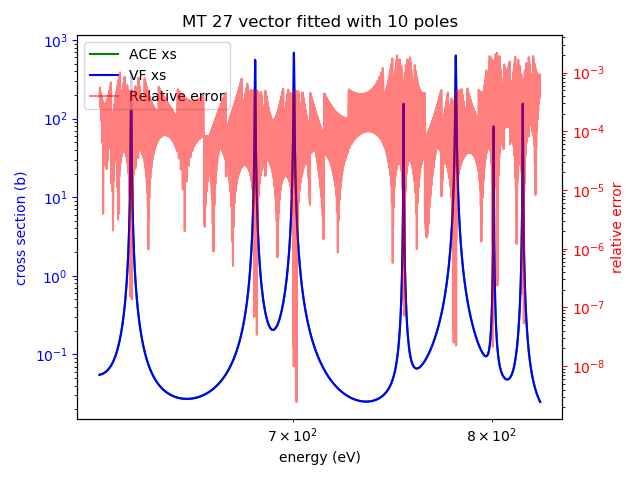 MT 27 vector fitted with 10 poles
ACE xs
VF xs
Relative error
cross section (b)
10³
10²
10¹
10⁰
10⁻¹
10⁻³
10⁻⁴
10⁻⁵
10⁻⁶
10⁻⁷
10⁻⁸
relative error
7 × 10²
8 × 10²
energy (eV)